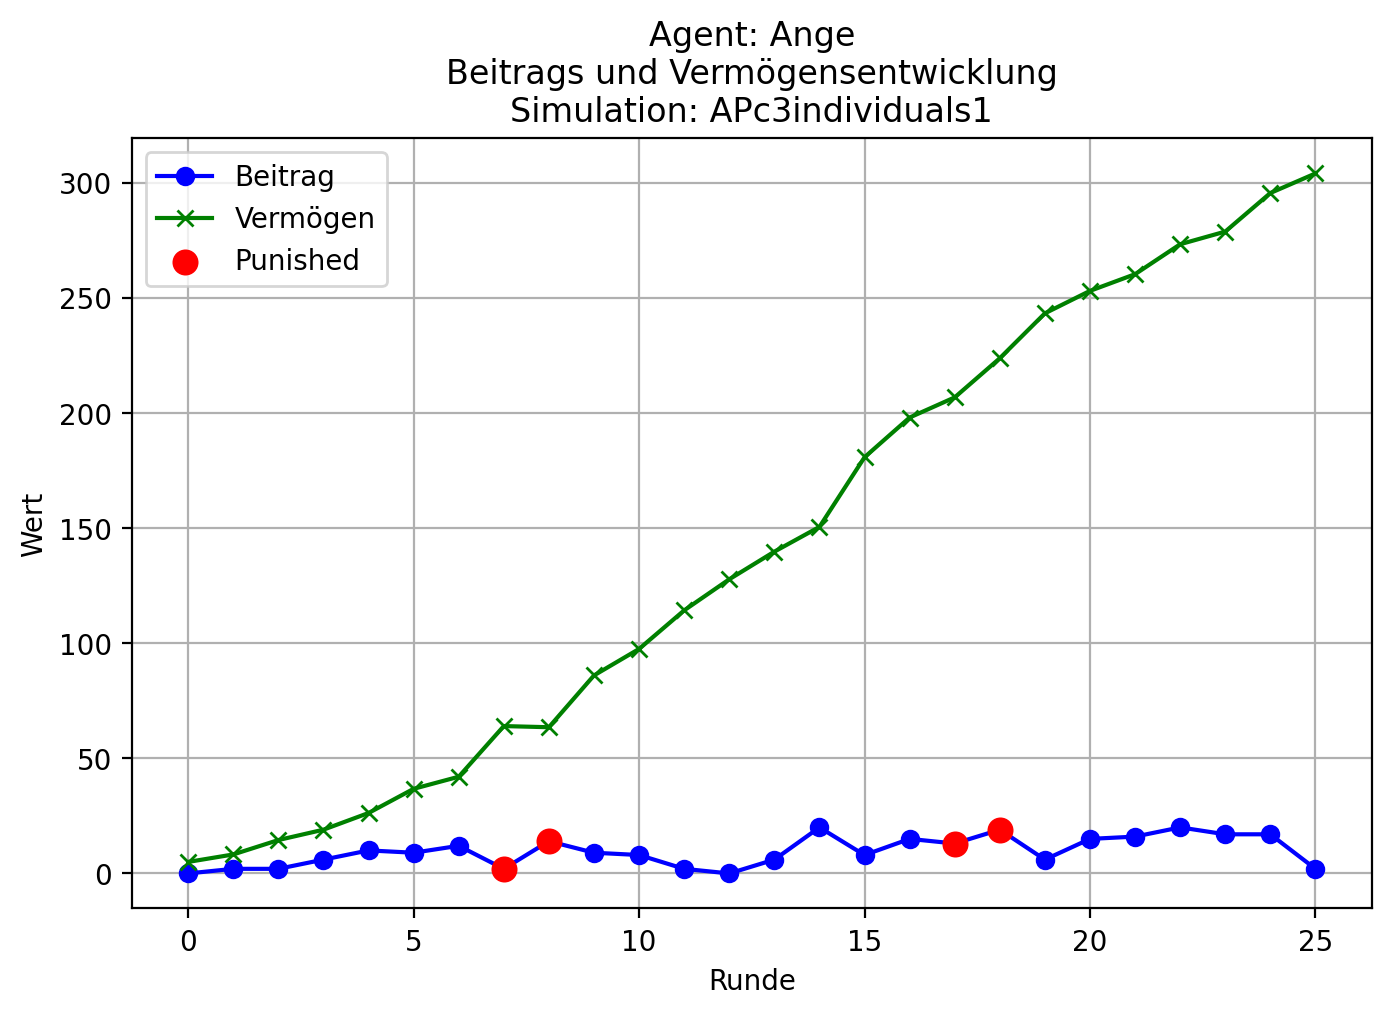 Agent: Ange
Beitrags und Vermögensentwicklung
Simulation: APc3individuals1
Beitrag
Vermögen
Punished
300
250
200
150
100
50
0
Wert
0 5 10 15 20 25
Runde